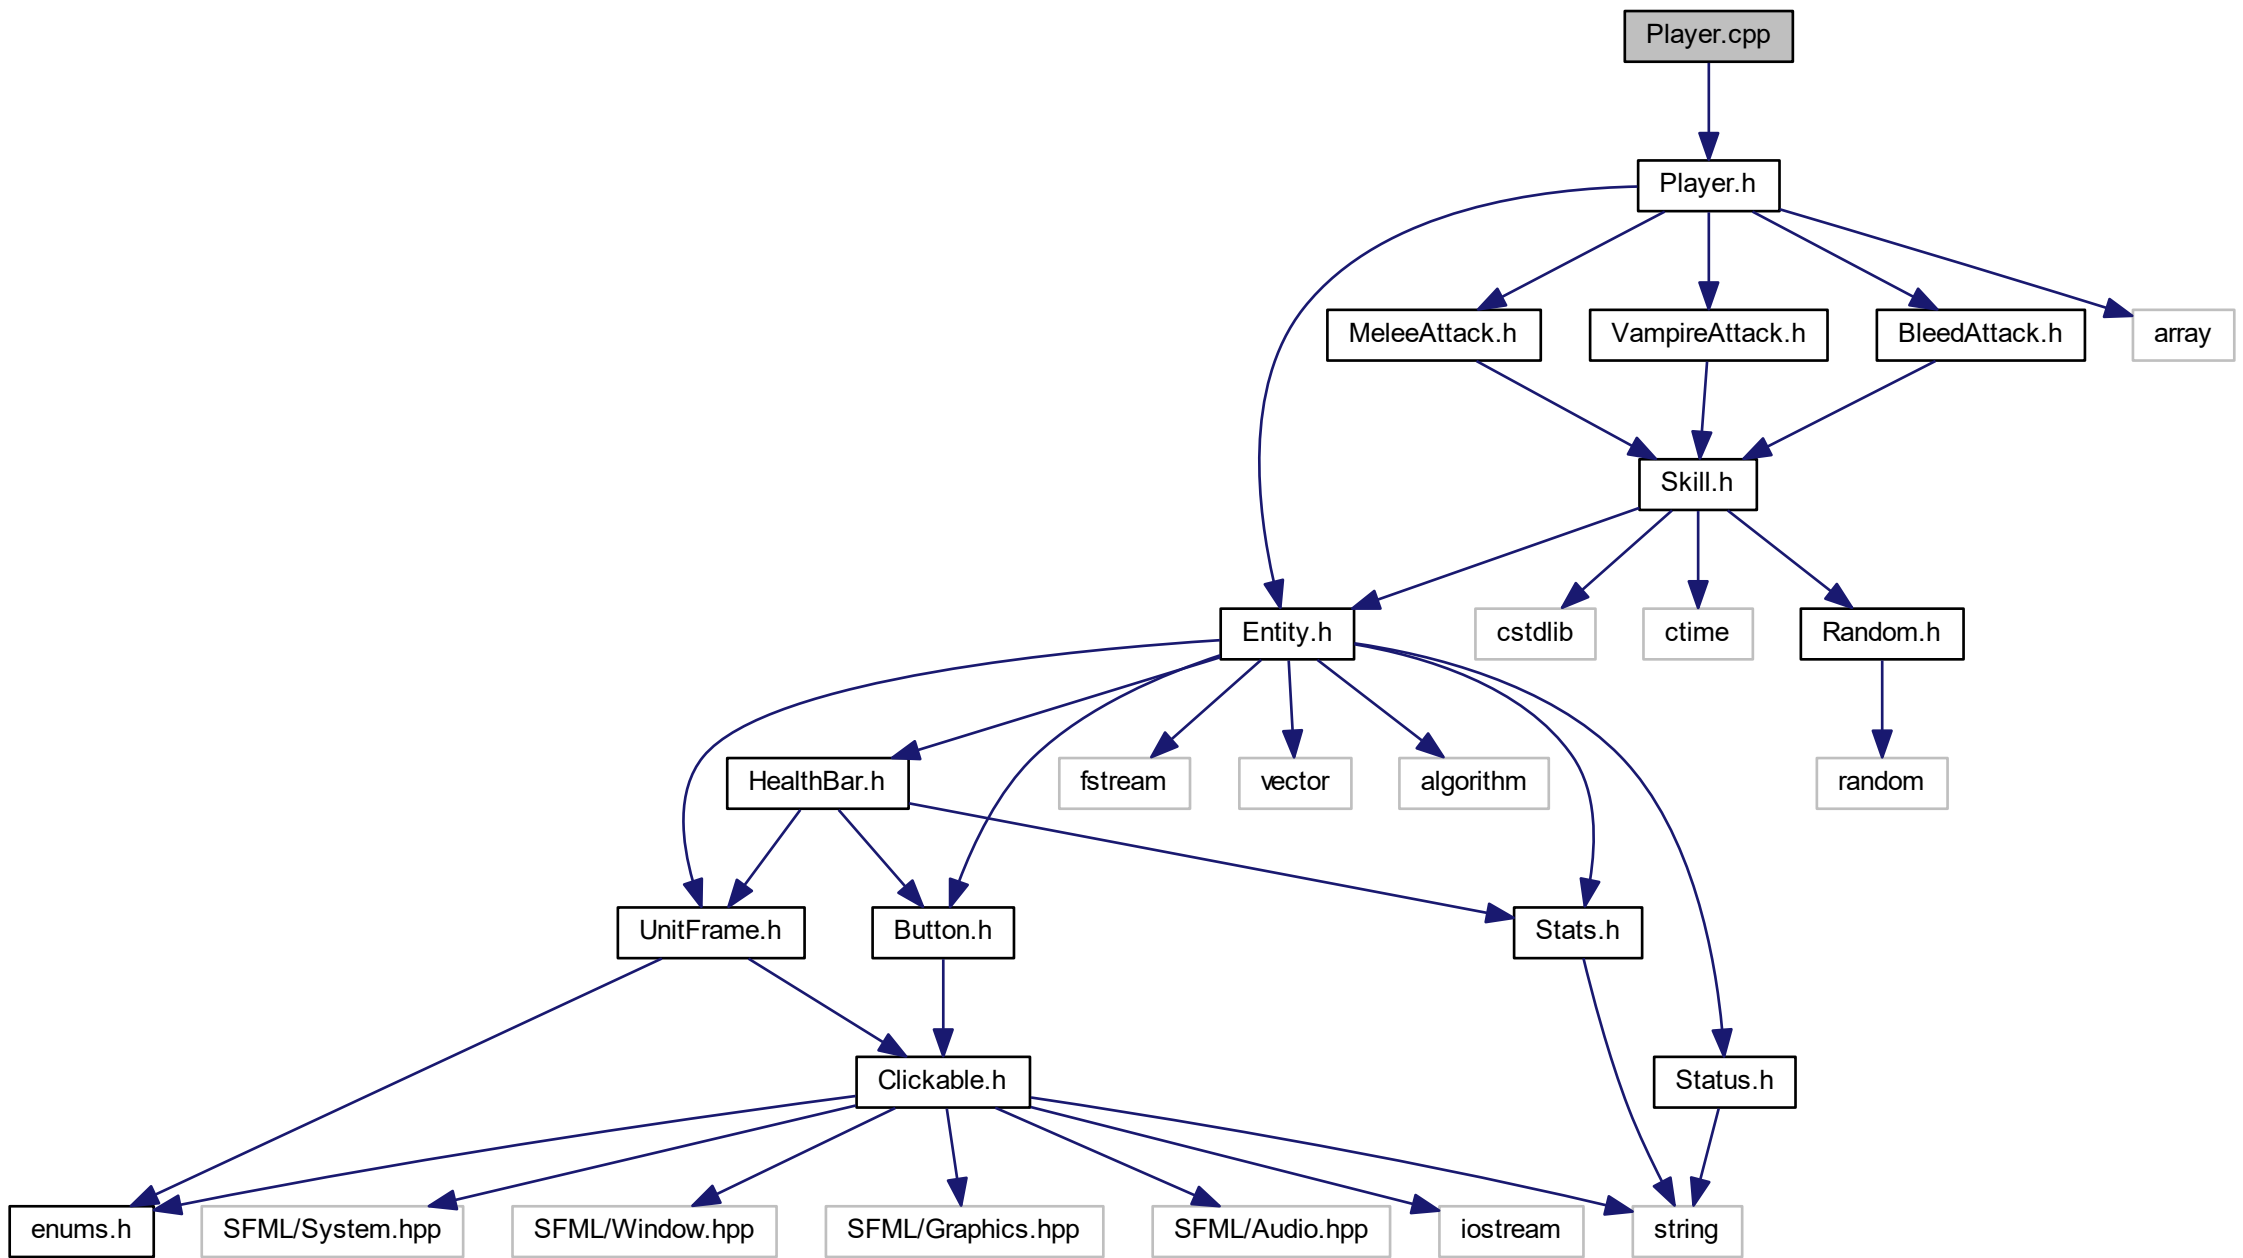 Player.cpp
Player.h
MeleeAttack.h
VampireAttack.h
BleedAttack.h
array
Skill.h
Entity.h
cstdlib
ctime
Random.h
HealthBar.h
fstream
vector
algorithm
random
UnitFrame.h
Button.h
Stats.h
Clickable.h
Status.h
enums.h
SFML/System.hpp
SFML/Window.hpp
SFML/Graphics.hpp
SFML/Audio.hpp
iostream
string